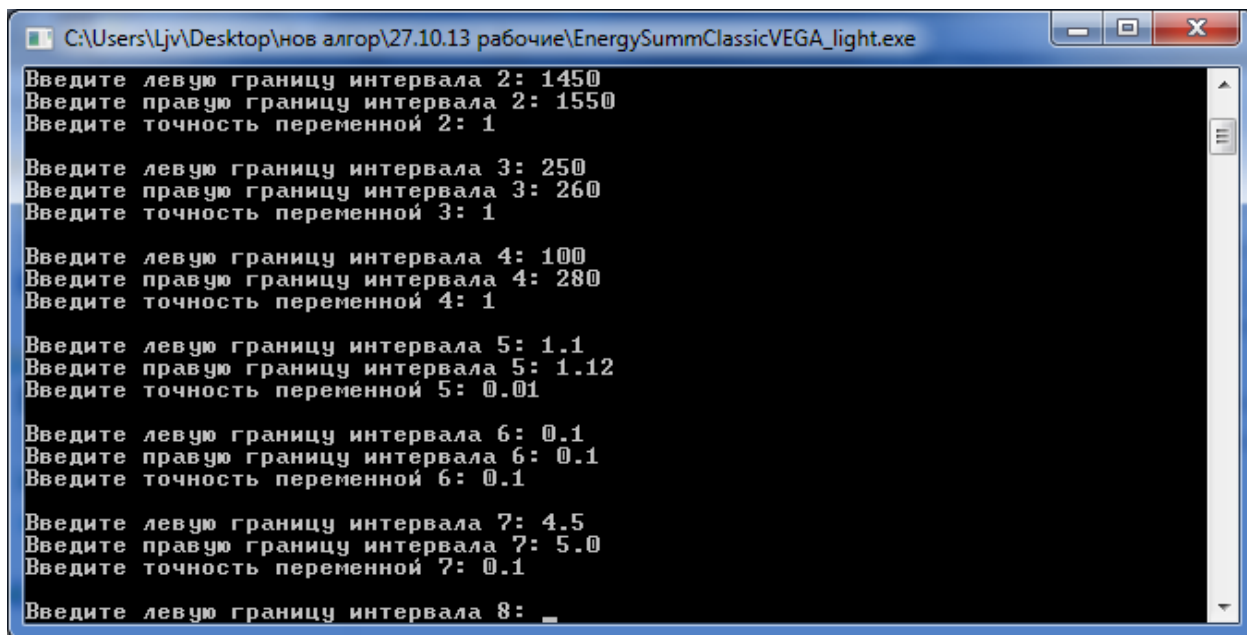 C:\Users\Ljv\Desktop\нов алгор\27.10.13 рабочие\EnergySummClassicVEGA_light.exe
Введите левую границу интервала 2: 1450
Введите правую границу интервала 2: 1550
Введите точность переменной 2: 1
Введите левую границу интервала 3: 250
Введите правую границу интервала 3: 260
Введите точность переменной 3: 1
Введите левую границу интервала 4: 100
Введите правую границу интервала 4: 280
Введите точность переменной 4: 1
Введите левую границу интервала 5: 1.1
Введите правую границу интервала 5: 1.12
Введите точность переменной 5: 0.01
Введите левую границу интервала 6: 0.1
Введите правую границу интервала 6: 0.1
Введите точность переменной 6: 0.1
Введите левую границу интервала 7: 4.5
Введите правую границу интервала 7: 5.0
Введите точность переменной 7: 0.1
Введите левую границу интервала 8: _